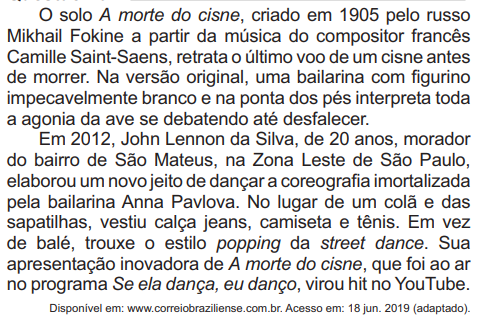 O solo A morte do cisne, criado em 1905 pelo russo
Mikhail Fokine a partir da música do compositor francês
Camille Saint-Saens, retrata o último voo de um cisne antes
de morrer. Na versão original, uma bailarina com figurino
impecavelmente branco e na ponta dos pés interpreta toda
a agonia da ave se debatendo até desfalecer.
Em 2012, John Lennon da Silva, de 20 anos, morador
do bairro de São Mateus, na Zona Leste de São Paulo,
elaborou um novo jeito de dançar a coreografia imortalizada
pela bailarina Anna Pavlova. No lugar de um colã e das
sapatilhas, vestiu calça jeans, camiseta e tênis. Em vez
de balé, trouxe o estilo popping da street dance. Sua
apresentação inovadora de A morte do cisne, que foi ao ar
no programa Se ela dança, eu danço, virou hit no YouTube.
Disponível em: www.correiobraziliense.com.br. Acesso em: 18 jun. 2019 (adaptado).